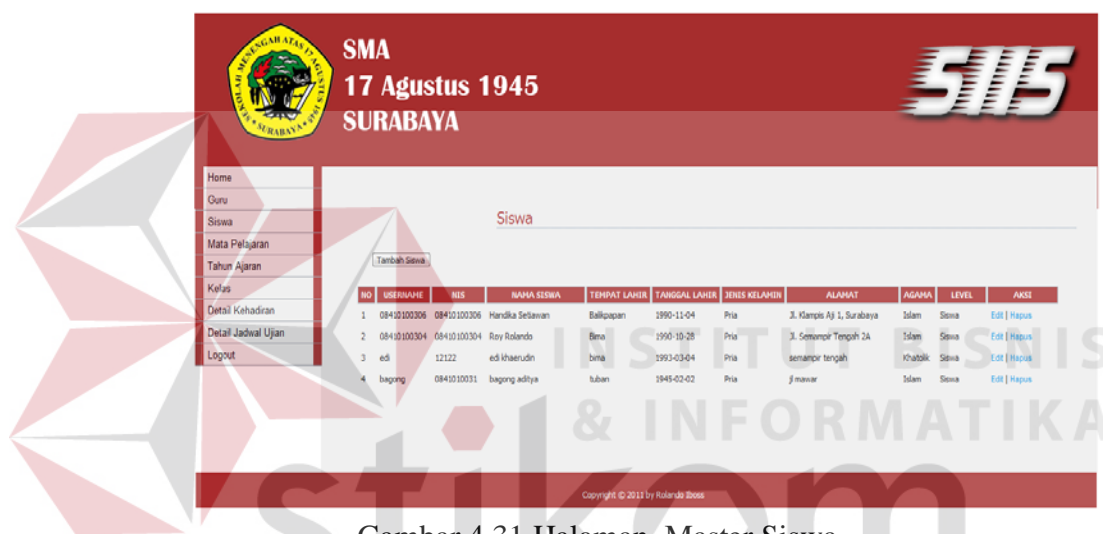 SEKOLAH MENENGAH ATAS 17 AGUSTUS 1945
SURABAYA
SMA
17 Agustus 1945
SURABAYA
Home
Guru
Siswa
Mata Pelajaran
Tahun Ajaran
Kelas
Detail Kehadiran
Detail Jadwal Ujian
Logout
Siswa
Tambah Siswa
NO USERNAME NIS NAMA SISWA TEMPAT LAHIR TANGGAL LAHIR JENIS KELAMIN ALAMAT AGAMA LEVEL AKSI
1 08410100306 08410100306 Handika Setiawan Balikpapan 1990-11-04 Pria Jl. Klampis Aji 1, Surabaya Islam Siswa Edit | Hapus
2 08410100304 08410100304 Roy Rolando Bima 1990-10-28 Pria Jl. Semampir Tengah 2A Islam Siswa Edit | Hapus
3 edi 12122 edi khaerudin bima 1993-03-04 Pria semampir tengah Khatolik Siswa Edit | Hapus
4 bagong 0841010031 bagong aditya tuban 1945-02-02 Pria jl mawar Islam Siswa Edit | Hapus
INSTITUT BISNIS
& INFORMATIKA
stikom
Copyright © 2011 by Rolando Iboss
Gambar 4.31 Halaman Master Siswa